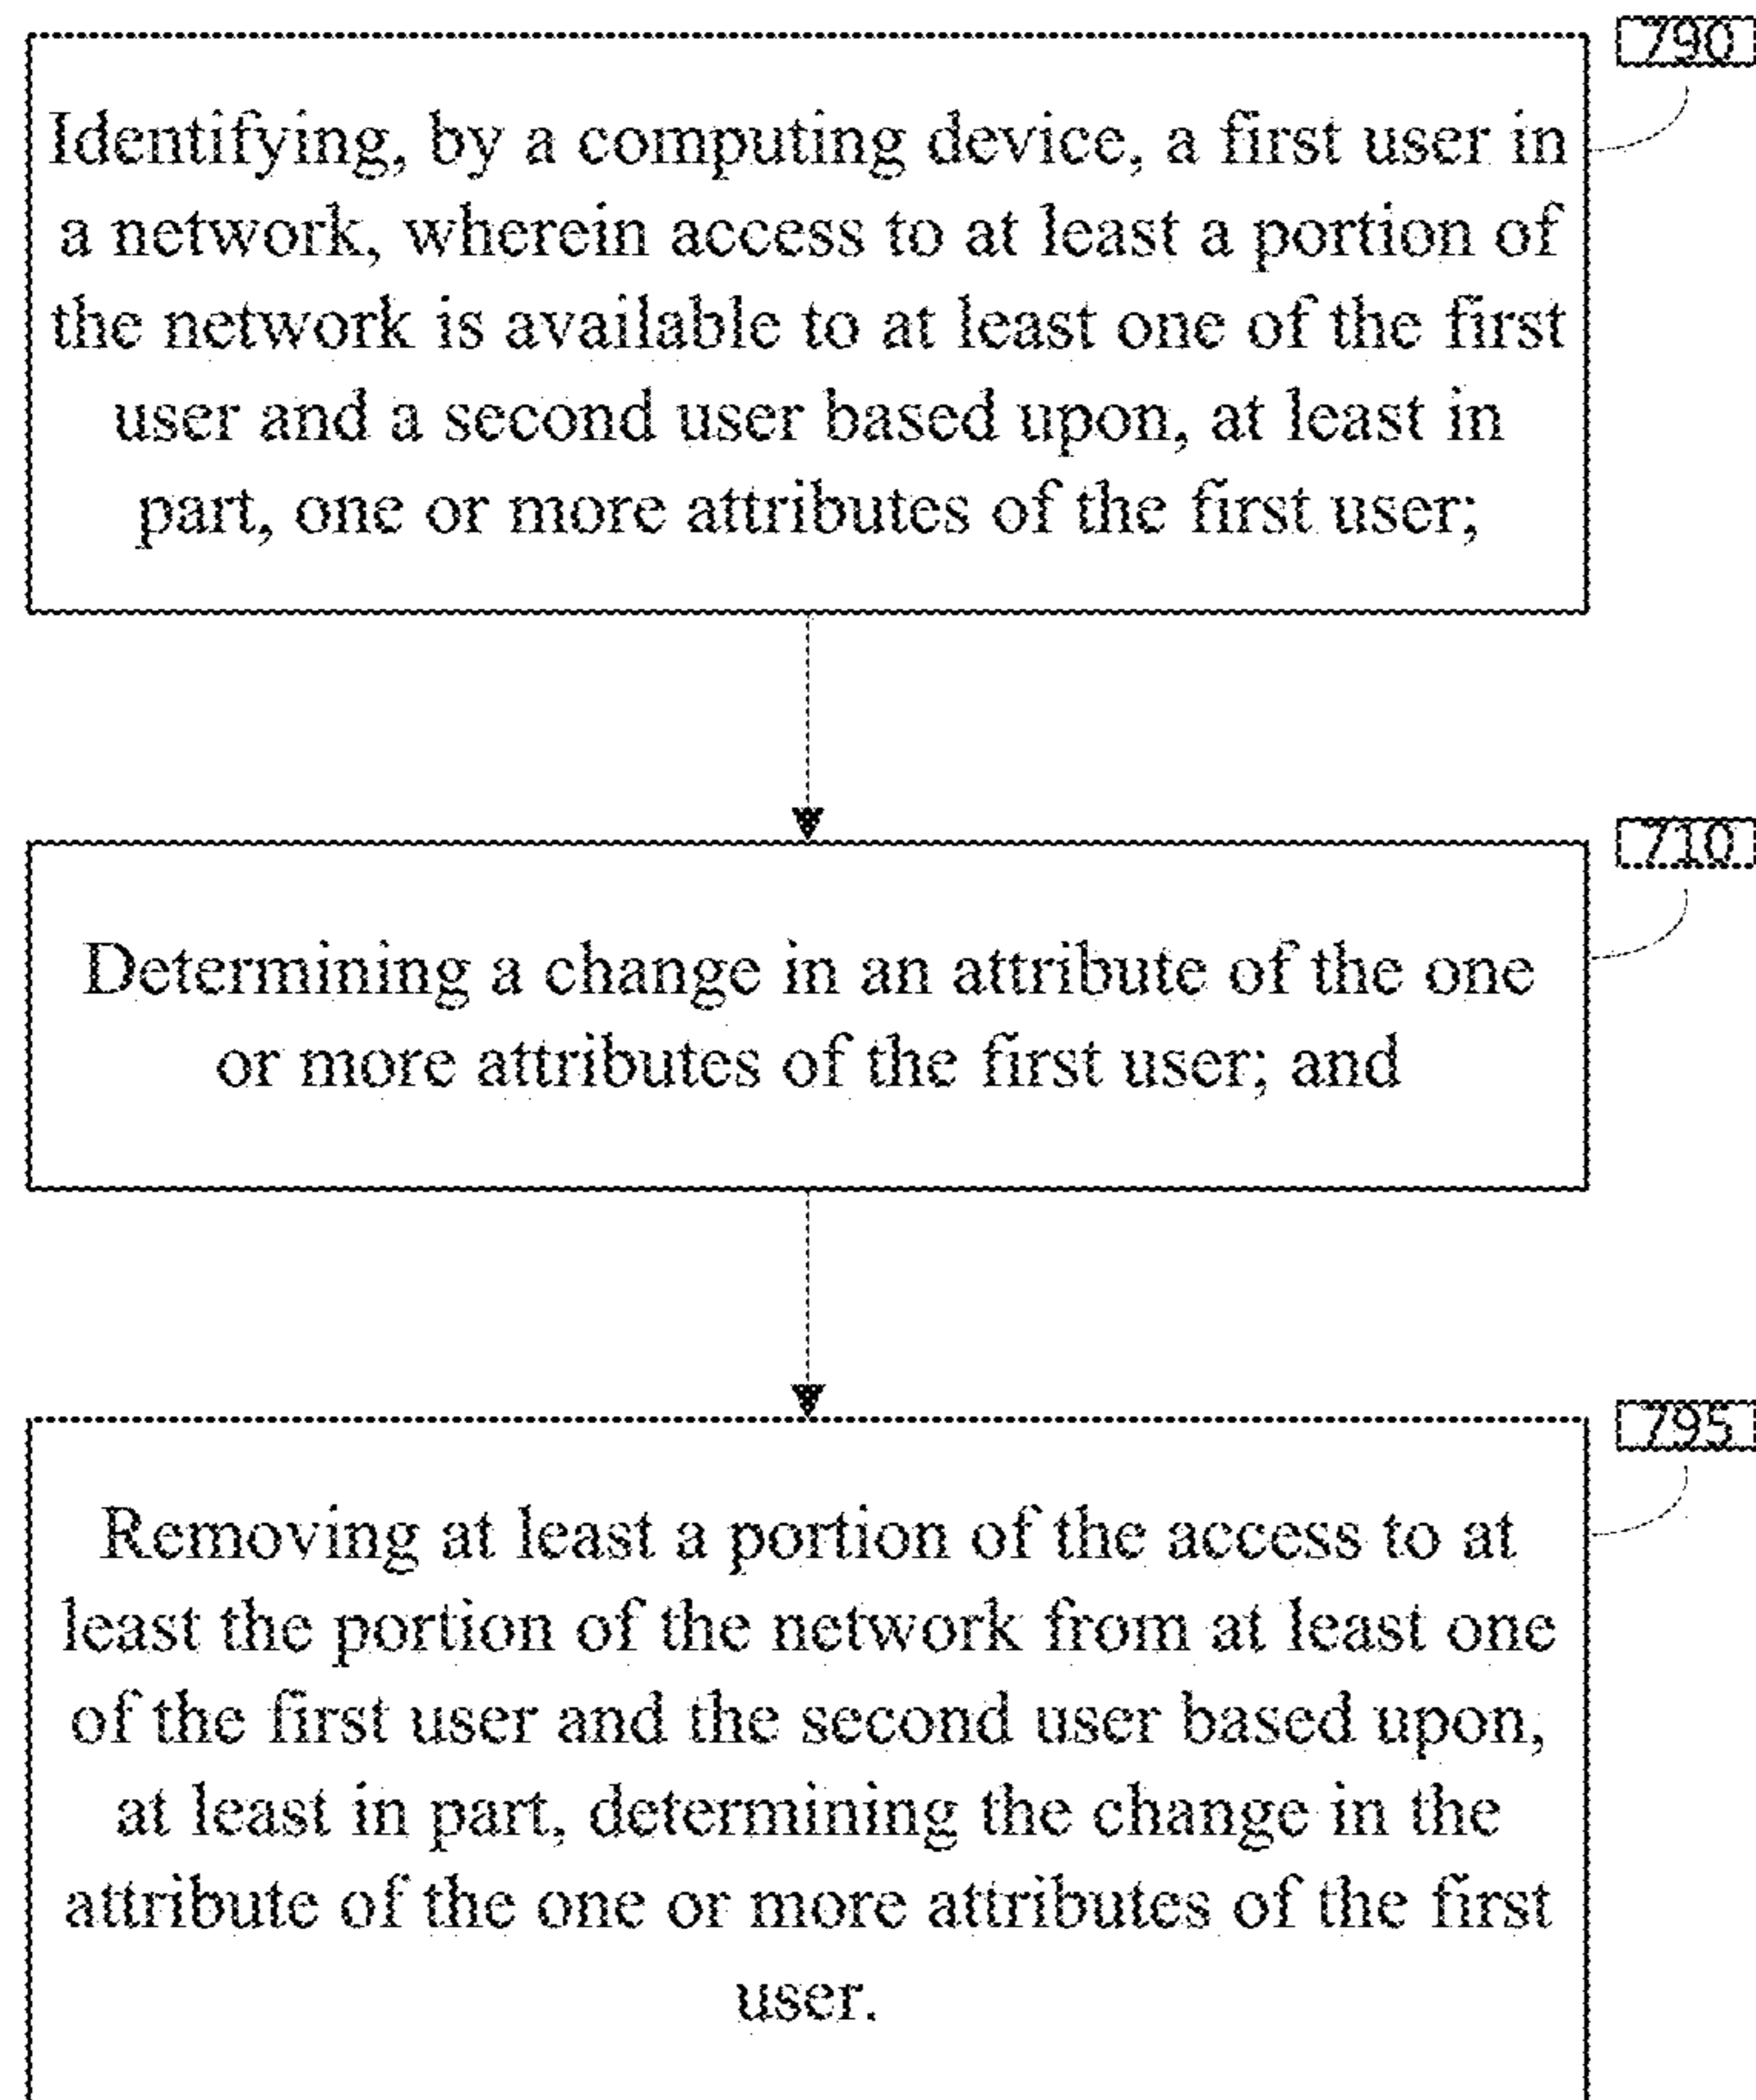 790
Identifying, by a computing device, a first user in
a network, wherein access to at least a portion of
the network is available to at least one of the first
user and a second user based upon, at least in
part, one or more attributes of the first user;
710
Determining a change in an attribute of the one
or more attributes of the first user; and
795
Removing at least a portion of the access to at
least the portion of the network from at least one
of the first user and the second user based upon,
at least in part, determining the change in the
attribute of the one or more attributes of the first
user.